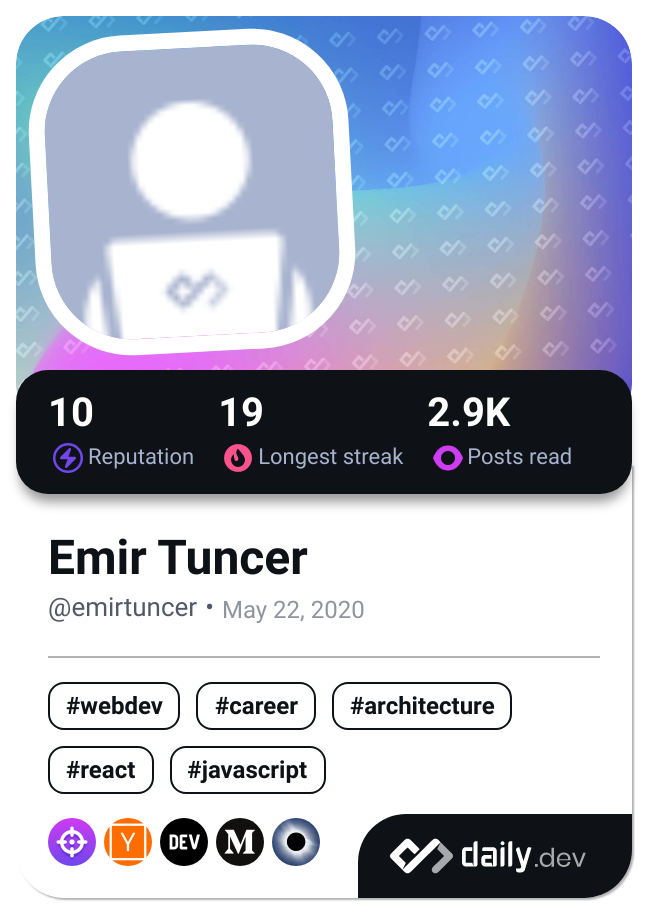 10 19 2.9K
Reputation Longest streak Posts read
Emir Tuncer
@emirtuncer • May 22, 2020
#webdev #career #architecture
#react #javascript
Y DEV M daily.dev